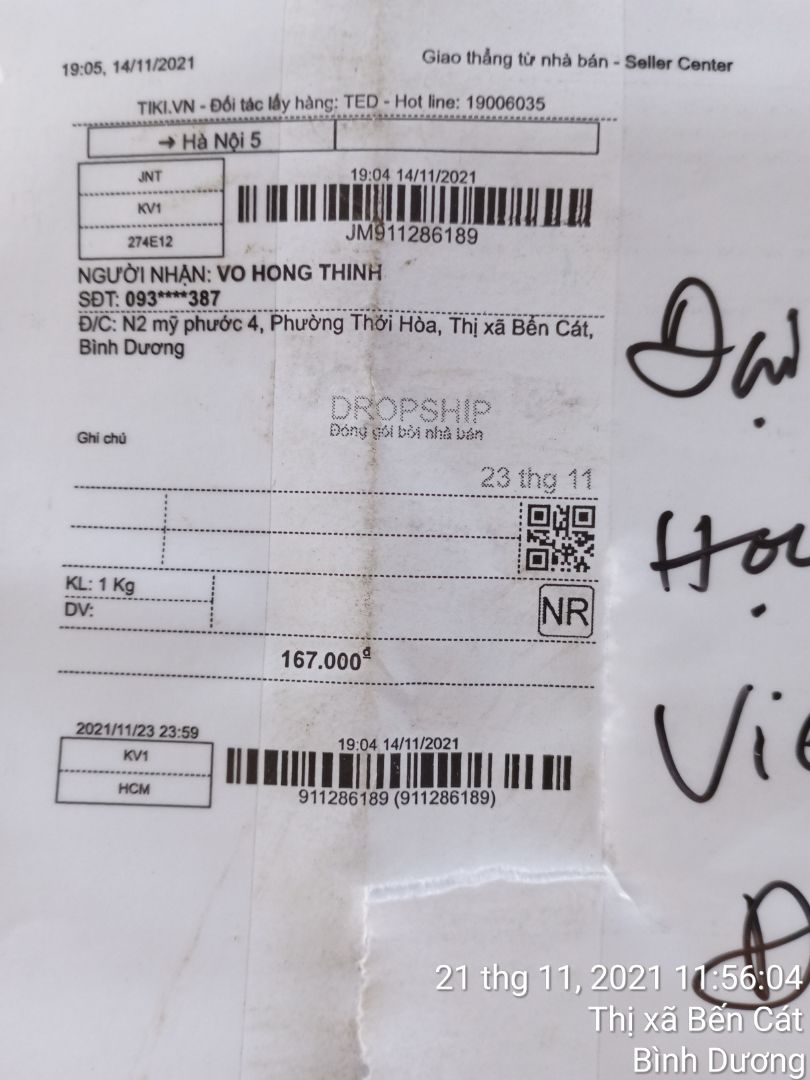 19:05, 14/11/2021
Giao thẳng từ nhà bán - Seller Center
TIKI.VN - Đối tác lấy hàng: TED - Hot line: 19006035
➔ Hà Nội 5
JNT
KV1
274E12
19:04 14/11/2021
JM911286189
NGƯỜI NHẬN: VO HONG THINH
SĐT: 093****387
Đ/C: N2 mỹ phước 4, Phường Thới Hòa, Thị xã Bến Cát,
Bình Dương
DROPSHIP
Đóng gói bởi nhà bán
Ghi chú
23 thg 11
KL: 1 Kg
DV:
NR
167.000đ
2021/11/23 23:59
KV1
HCM
19:04 14/11/2021
911286189 (911286189)
Đại
Học
Việ
Đ
21 thg 11, 2021 11:56:04
Thị xã Bến Cát
Bình Dương